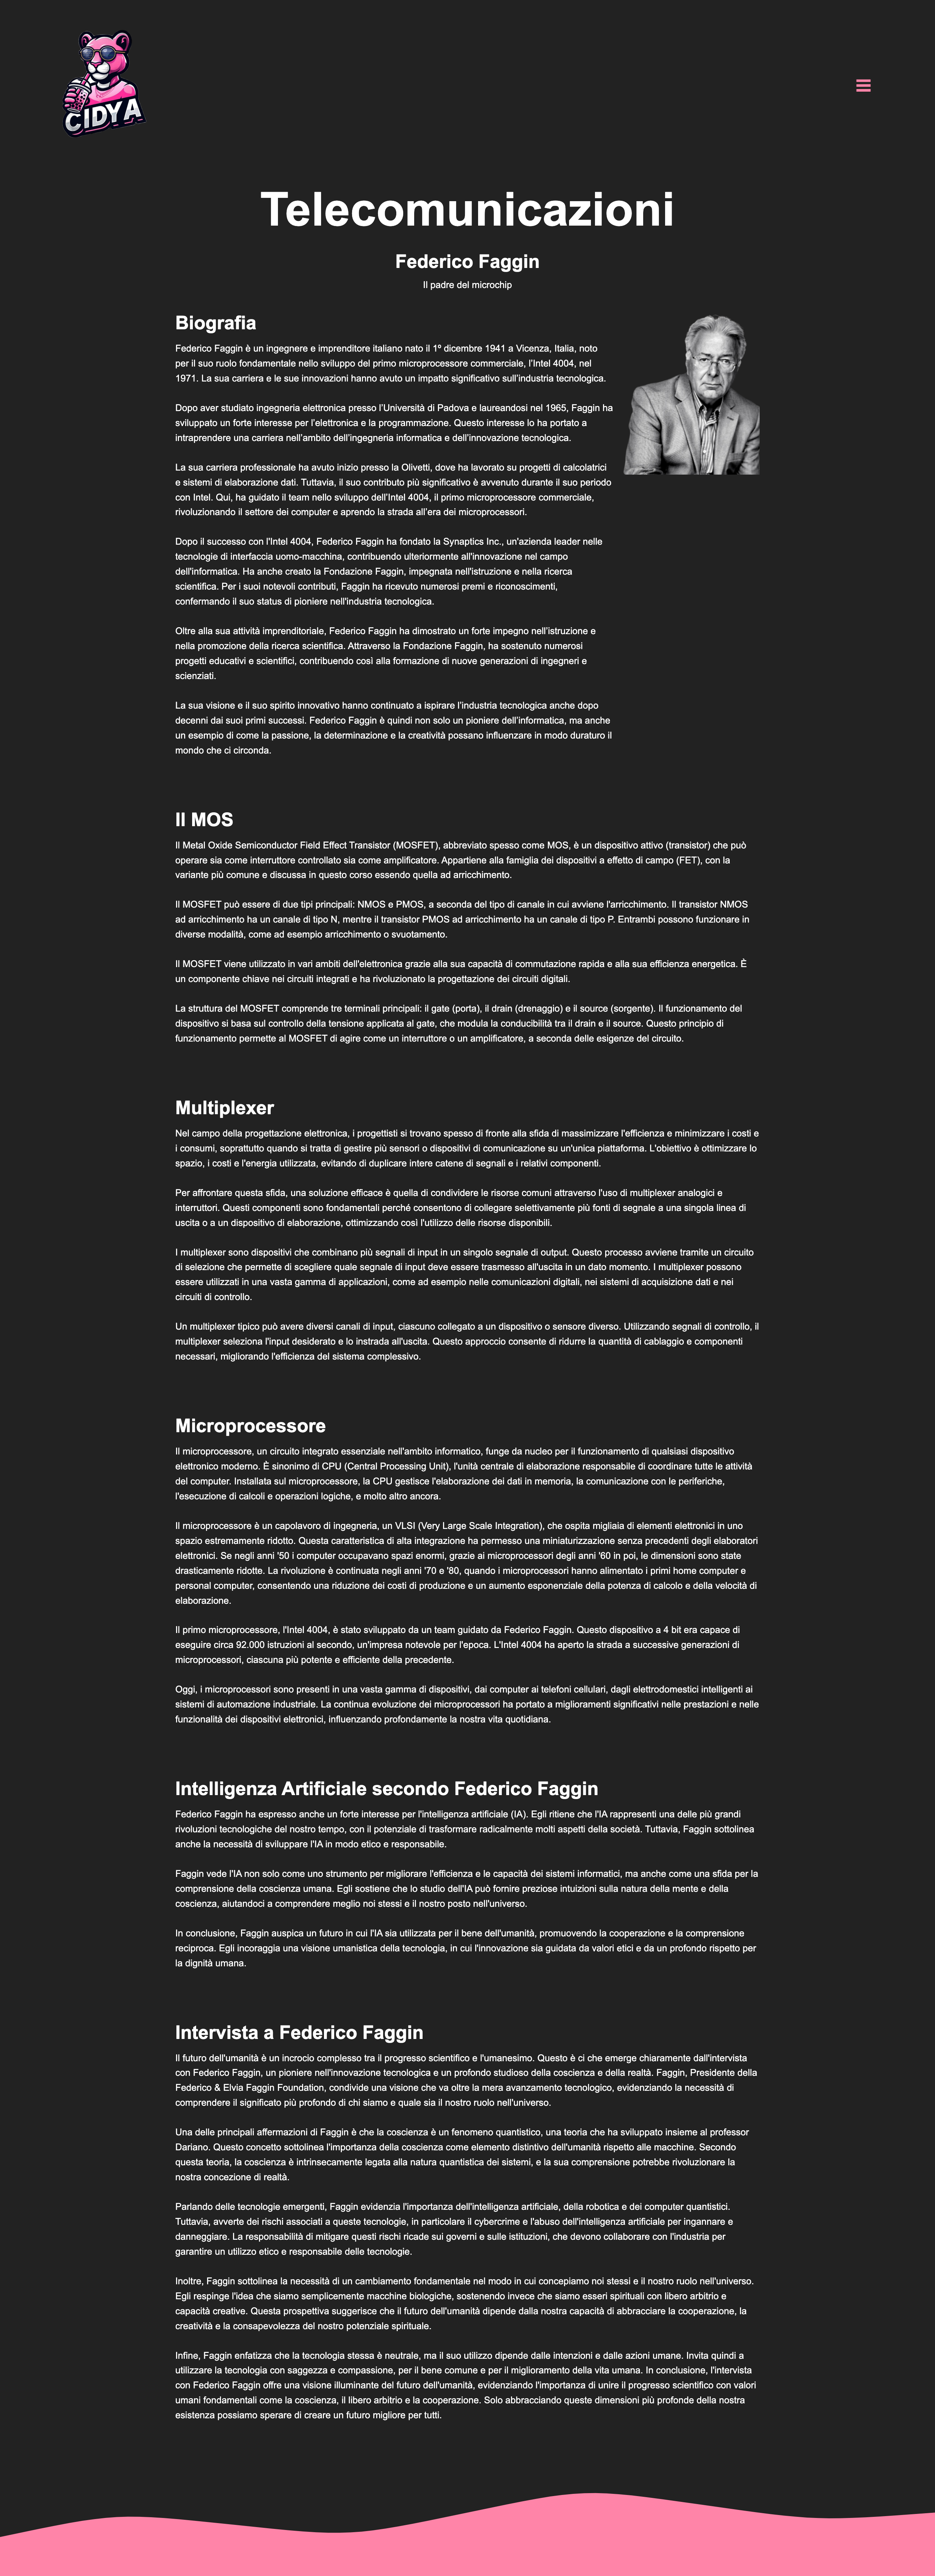 CIDYA
Telecomunicazioni
Federico Faggin
Il padre del microchip
Biografia
Federico Faggin è un ingegnere e imprenditore italiano nato il 1º dicembre 1941 a Vicenza, Italia, noto
per il suo ruolo fondamentale nello sviluppo del primo microprocessore commerciale, l'Intel 4004, nel
1971. La sua carriera e le sue innovazioni hanno avuto un impatto significativo sull'industria tecnologica.
Dopo aver studiato ingegneria elettronica presso l'Università di Padova e laureandosi nel 1965, Faggin ha
sviluppato un forte interesse per l'elettronica e la programmazione. Questo interesse lo ha portato a
intraprendere una carriera nell'ambito dell'ingegneria informatica e dell'innovazione tecnologica.
La sua carriera professionale ha avuto inizio presso la Olivetti, dove ha lavorato su progetti di calcolatrici
e sistemi di elaborazione dati. Tuttavia, il suo contributo più significativo è avvenuto durante il suo periodo
con Intel. Qui, ha guidato il team nello sviluppo dell'Intel 4004, il primo microprocessore commerciale,
rivoluzionando il settore dei computer e aprendo la strada all'era dei microprocessori.
Dopo il successo con l'Intel 4004, Federico Faggin ha fondato la Synaptics Inc., un'azienda leader nelle
tecnologie di interfaccia uomo-macchina, contribuendo ulteriormente all'innovazione nel campo
dell'informatica. Ha anche creato la Fondazione Faggin, impegnata nell'istruzione e nella ricerca
scientifica. Per i suoi notevoli contributi, Faggin ha ricevuto numerosi premi e riconoscimenti,
confermando il suo status di pioniere nell'industria tecnologica.
Oltre alla sua attività imprenditoriale, Federico Faggin ha dimostrato un forte impegno nell'istruzione e
nella promozione della ricerca scientifica. Attraverso la Fondazione Faggin, ha sostenuto numerosi
progetti educativi e scientifici, contribuendo così alla formazione di nuove generazioni di ingegneri e
scienziati.
La sua visione e il suo spirito innovativo hanno continuato a ispirare l'industria tecnologica anche dopo
decenni dai suoi primi successi. Federico Faggin è quindi non solo un pioniere dell'informatica, ma anche
un esempio di come la passione, la determinazione e la creatività possano influenzare in modo duraturo il
mondo che ci circonda.
Il MOS
Il Metal Oxide Semiconductor Field Effect Transistor (MOSFET), abbreviato spesso come MOS, è un dispositivo attivo (transistor) che può
operare sia come interruttore controllato sia come amplificatore. Appartiene alla famiglia dei dispositivi a effetto di campo (FET), con la
variante più comune e discussa in questo corso essendo quella ad arricchimento.
Il MOSFET può essere di due tipi principali: NMOS e PMOS, a seconda del tipo di canale in cui avviene l'arricchimento. Il transistor NMOS
ad arricchimento ha un canale di tipo N, mentre il transistor PMOS ad arricchimento ha un canale di tipo P. Entrambi possono funzionare in
diverse modalità, come ad esempio arricchimento o svuotamento.
Il MOSFET viene utilizzato in vari ambiti dell'elettronica grazie alla sua capacità di commutazione rapida e alla sua efficienza energetica. È
un componente chiave nei circuiti integrati e ha rivoluzionato la progettazione dei circuiti digitali.
La struttura del MOSFET comprende tre terminali principali: il gate (porta), il drain (drenaggio) e il source (sorgente). Il funzionamento del
dispositivo si basa sul controllo della tensione applicata al gate, che modula la conducibilità tra il drain e il source. Questo principio di
funzionamento permette al MOSFET di agire come un interruttore o un amplificatore, a seconda delle esigenze del circuito.
Multiplexer
Nel campo della progettazione elettronica, i progettisti si trovano spesso di fronte alla sfida di massimizzare l'efficienza e minimizzare i costi e
i consumi, soprattutto quando si tratta di gestire più sensori o dispositivi di comunicazione su un'unica piattaforma. L'obiettivo è ottimizzare lo
spazio, i costi e l'energia utilizzata, evitando di duplicare intere catene di segnali e i relativi componenti.
Per affrontare questa sfida, una soluzione efficace è quella di condividere le risorse comuni attraverso l'uso di multiplexer analogici e
interruttori. Questi componenti sono fondamentali perché consentono di collegare selettivamente più fonti di segnale a una singola linea di
uscita o a un dispositivo di elaborazione, ottimizzando così l'utilizzo delle risorse disponibili.
I multiplexer sono dispositivi che combinano più segnali di input in un singolo segnale di output. Questo processo avviene tramite un circuito
di selezione che permette di scegliere quale segnale di input deve essere trasmesso all'uscita in un dato momento. I multiplexer possono
essere utilizzati in una vasta gamma di applicazioni, come ad esempio nelle comunicazioni digitali, nei sistemi di acquisizione dati e nei
circuiti di controllo.
Un multiplexer tipico può avere diversi canali di input, ciascuno collegato a un dispositivo o sensore diverso. Utilizzando segnali di controllo, il
multiplexer seleziona l'input desiderato e lo instrada all'uscita. Questo approccio consente di ridurre la quantità di cablaggio e componenti
necessari, migliorando l'efficienza del sistema complessivo.
Microprocessore
Il microprocessore, un circuito integrato essenziale nell'ambito informatico, funge da nucleo per il funzionamento di qualsiasi dispositivo
elettronico moderno. È sinonimo di CPU (Central Processing Unit), l'unità centrale di elaborazione responsabile di coordinare tutte le attività
del computer. Installata sul microprocessore, la CPU gestisce l'elaborazione dei dati in memoria, la comunicazione con le periferiche,
l'esecuzione di calcoli e operazioni logiche, e molto altro ancora.
Il microprocessore è un capolavoro di ingegneria, un VLSI (Very Large Scale Integration), che ospita migliaia di elementi elettronici in uno
spazio estremamente ridotto. Questa caratteristica di alta integrazione ha permesso una miniaturizzazione senza precedenti degli elaboratori
elettronici. Se negli anni '50 i computer occupavano spazi enormi, grazie ai microprocessori degli anni '60 in poi, le dimensioni sono state
drasticamente ridotte. La rivoluzione è continuata negli anni '70 e '80, quando i microprocessori hanno alimentato i primi home computer e
personal computer, consentendo una riduzione dei costi di produzione e un aumento esponenziale della potenza di calcolo e della velocità di
elaborazione.
Il primo microprocessore, l'Intel 4004, è stato sviluppato da un team guidato da Federico Faggin. Questo dispositivo a 4 bit era capace di
eseguire circa 92.000 istruzioni al secondo, un'impresa notevole per l'epoca. L'Intel 4004 ha aperto la strada a successive generazioni di
microprocessori, ciascuna più potente e efficiente della precedente.
Oggi, i microprocessori sono presenti in una vasta gamma di dispositivi, dai computer ai telefoni cellulari, dagli elettrodomestici intelligenti ai
sistemi di automazione industriale. La continua evoluzione dei microprocessori ha portato a miglioramenti significativi nelle prestazioni e nelle
funzionalità dei dispositivi elettronici, influenzando profondamente la nostra vita quotidiana.
Intelligenza Artificiale secondo Federico Faggin
Federico Faggin ha espresso anche un forte interesse per l'intelligenza artificiale (IA). Egli ritiene che l'IA rappresenti una delle più grandi
rivoluzioni tecnologiche del nostro tempo, con il potenziale di trasformare radicalmente molti aspetti della società. Tuttavia, Faggin sottolinea
anche la necessità di sviluppare l'IA in modo etico e responsabile.
Faggin vede l'IA non solo come uno strumento per migliorare l'efficienza e le capacità dei sistemi informatici, ma anche come una sfida per la
comprensione della coscienza umana. Egli sostiene che lo studio dell'IA può fornire preziose intuizioni sulla natura della mente e della
coscienza, aiutandoci a comprendere meglio noi stessi e il nostro posto nell'universo.
In conclusione, Faggin auspica un futuro in cui l'IA sia utilizzata per il bene dell'umanità, promuovendo la cooperazione e la comprensione
reciproca. Egli incoraggia una visione umanistica della tecnologia, in cui l'innovazione sia guidata da valori etici e da un profondo rispetto per
la dignità umana.
Intervista a Federico Faggin
Il futuro dell'umanità è un incrocio complesso tra il progresso scientifico e l'umanesimo. Questo è ci che emerge chiaramente dall'intervista
con Federico Faggin, un pioniere nell'innovazione tecnologica e un profondo studioso della coscienza e della realtà. Faggin, Presidente della
Federico & Elvia Faggin Foundation, condivide una visione che va oltre la mera avanzamento tecnologico, evidenziando la necessità di
comprendere il significato più profondo di chi siamo e quale sia il nostro ruolo nell'universo.
Una delle principali affermazioni di Faggin è che la coscienza è un fenomeno quantistico, una teoria che ha sviluppato insieme al professor
Dariano. Questo concetto sottolinea l'importanza della coscienza come elemento distintivo dell'umanità rispetto alle macchine. Secondo
questa teoria, la coscienza è intrinsecamente legata alla natura quantistica dei sistemi, e la sua comprensione potrebbe rivoluzionare la
nostra concezione di realtà.
Parlando delle tecnologie emergenti, Faggin evidenzia l'importanza dell'intelligenza artificiale, della robotica e dei computer quantistici.
Tuttavia, avverte dei rischi associati a queste tecnologie, in particolare il cybercrime e l'abuso dell'intelligenza artificiale per ingannare e
danneggiare. La responsabilità di mitigare questi rischi ricade sui governi e sulle istituzioni, che devono collaborare con l'industria per
garantire un utilizzo etico e responsabile delle tecnologie.
Inoltre, Faggin sottolinea la necessità di un cambiamento fondamentale nel modo in cui concepiamo noi stessi e il nostro ruolo nell'universo.
Egli respinge l'idea che siamo semplicemente macchine biologiche, sostenendo invece che siamo esseri spirituali con libero arbitrio e
capacità creative. Questa prospettiva suggerisce che il futuro dell'umanità dipende dalla nostra capacità di abbracciare la cooperazione, la
creatività e la consapevolezza del nostro potenziale spirituale.
Infine, Faggin enfatizza che la tecnologia stessa è neutrale, ma il suo utilizzo dipende dalle intenzioni e dalle azioni umane. Invita quindi a
utilizzare la tecnologia con saggezza e compassione, per il bene comune e per il miglioramento della vita umana. In conclusione, l'intervista
con Federico Faggin offre una visione illuminante del futuro dell'umanità, evidenziando l'importanza di unire il progresso scientifico con valori
umani fondamentali come la coscienza, il libero arbitrio e la cooperazione. Solo abbracciando queste dimensioni più profonde della nostra
esistenza possiamo sperare di creare un futuro migliore per tutti.